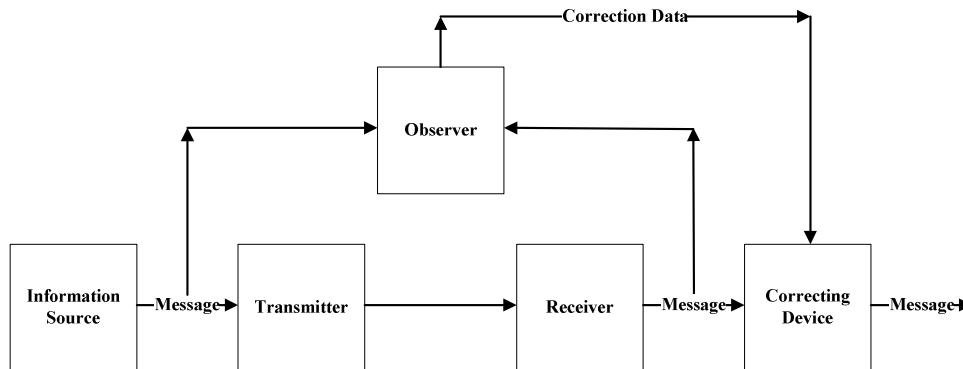 Correction Data
Observer
Information
Source
Message
Transmitter
Receiver
Message
Correcting
Device
Message